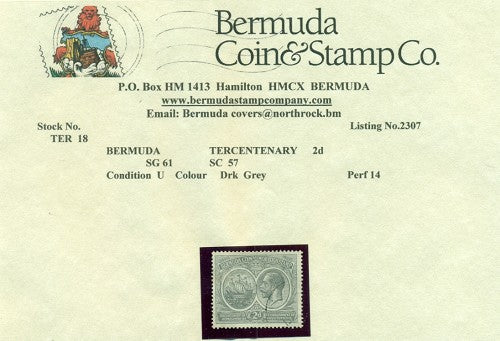 Bermuda
Coin&Stamp Co.
P.O. Box HM 1413 Hamilton HMCX BERMUDA
www.bermudastampcompany.com
Email: Bermuda covers@northrock.bm
Stock No. Listing No.2307
TER 18
BERMUDA TERCENTENARY 2d
SG 61 SC 57
Condition U Colour Drk Grey Perf 14
2d